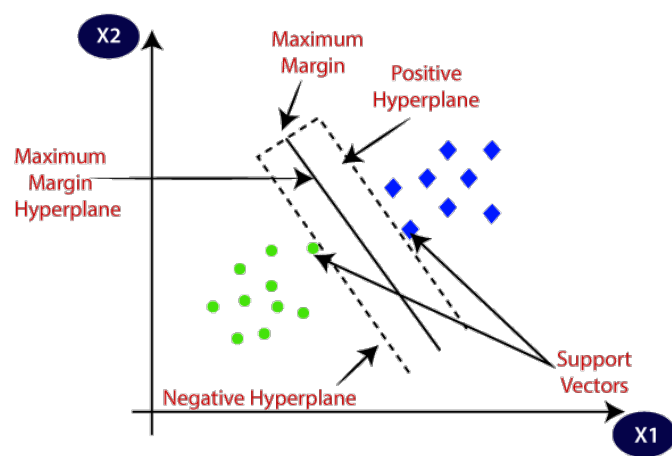 X2
Maximum
Margin
Positive
Hyperplane
Maximum
Margin
Hyperplane
Support
Vectors
Negative Hyperplane
X1